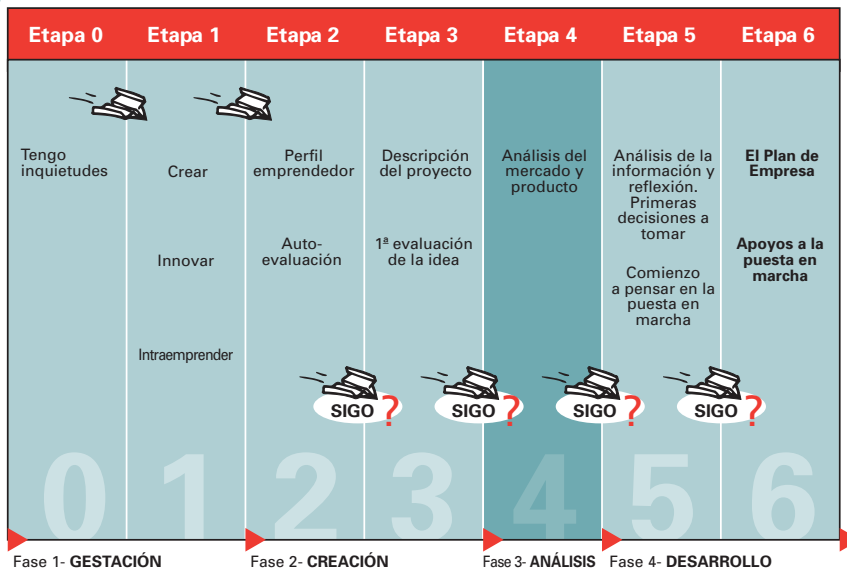 Etapa 0
Etapa 1
Etapa 2
Etapa 3
Etapa 4
Etapa 5
Etapa 6
Tengo
inquietudes
Crear
Innovar
Intraemprender
Perfil
emprendedor
Auto-
evaluación
Descripción
del proyecto
1ª evaluación
de la idea
Análisis del
mercado y
producto
Análisis de la
información y
reflexión.
Primeras
decisiones a
tomar
Comienzo
a pensar en la
puesta en
marcha
El Plan de
Empresa
Apoyos a la
puesta en
marcha
SIGO ?
SIGO ?
SIGO ?
SIGO ?
0
1
2
3
4
5
6
Fase 1- GESTACIÓN
Fase 2- CREACIÓN
Fase 3- ANÁLISIS
Fase 4- DESARROLLO